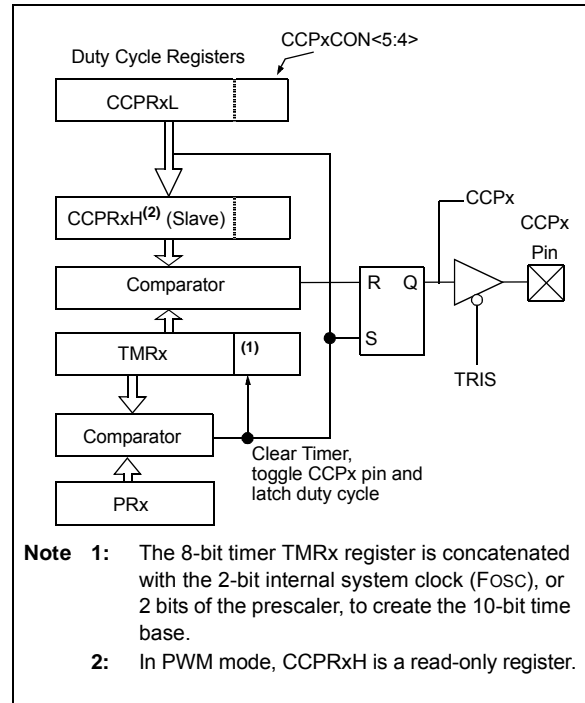 CCPxCON<5:4>
Duty Cycle Registers
CCPRxL
CCPRxH(2) (Slave)
CCPx
CCPx
Pin
Comparator
R Q
S
TMRx
(1)
TRIS
Comparator
Clear Timer,
toggle CCPx pin and
latch duty cycle
PRx
Note 1: The 8-bit timer TMRx register is concatenated
with the 2-bit internal system clock (FOSC), or
2 bits of the prescaler, to create the 10-bit time
base.
2: In PWM mode, CCPRxH is a read-only register.